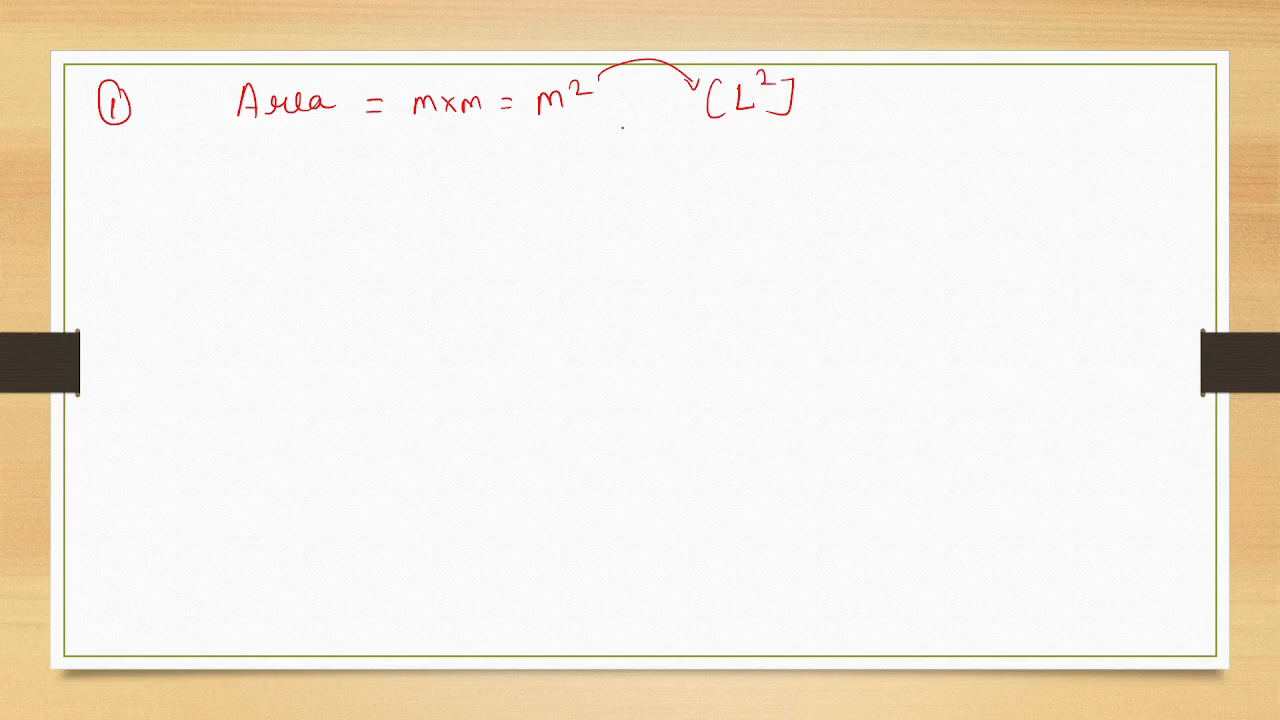 ① Area = m×m = m² [L²]